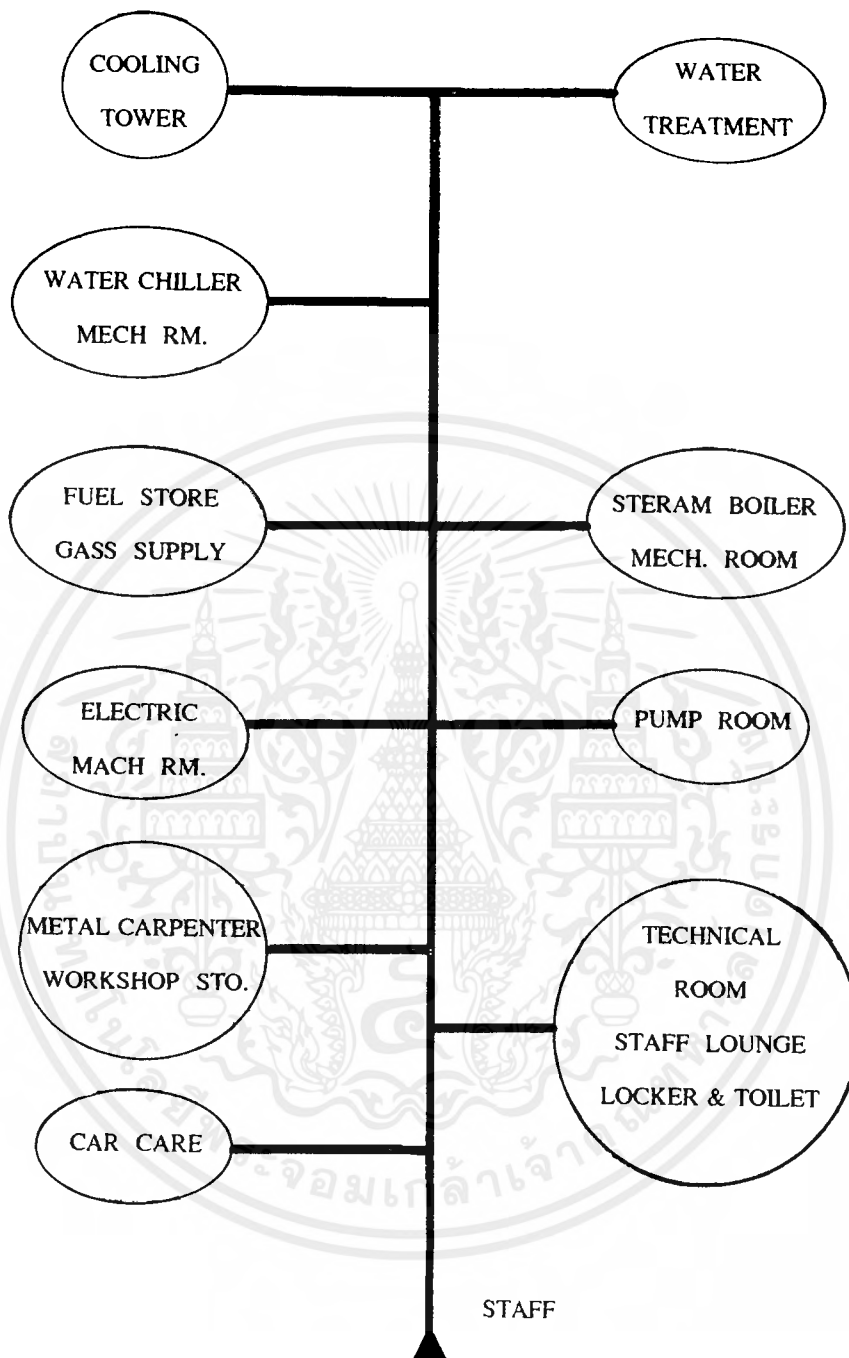 COOLING
TOWER
WATER
TREATMENT
WATER CHILLER
MECH RM.
FUEL STORE
GASS SUPPLY
STERAM BOILER
MECH. ROOM
ELECTRIC
MACH RM.
PUMP ROOM
METAL CARPENTER
WORKSHOP STO.
TECHNICAL
ROOM
STAFF LOUNGE
LOCKER & TOILET
CAR CARE
STAFF